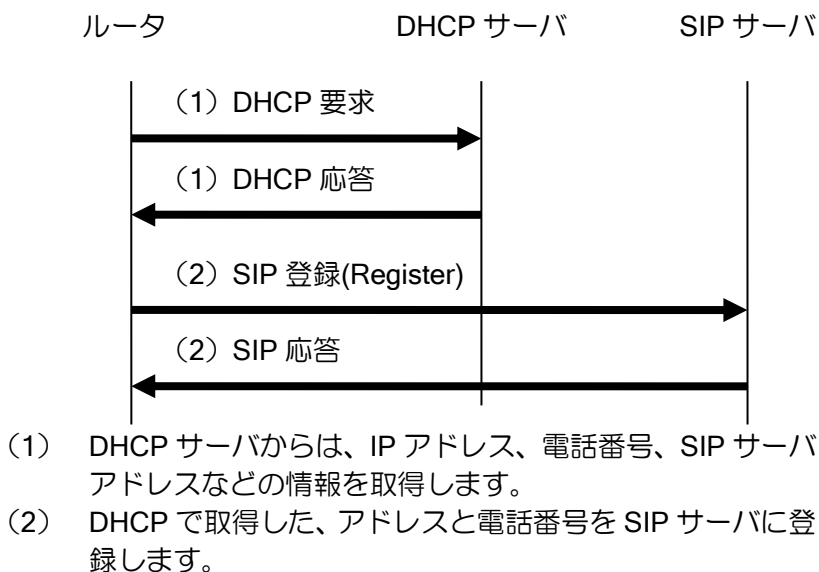 ルータ DHCP サーバ SIP サーバ
（1）DHCP 要求
（1）DHCP 応答
（2）SIP 登録(Register)
（2）SIP 応答
（1） DHCP サーバからは、IP アドレス、電話番号、SIP サーバ
アドレスなどの情報を取得します。
（2） DHCP で取得した、アドレスと電話番号を SIP サーバに登
録します。